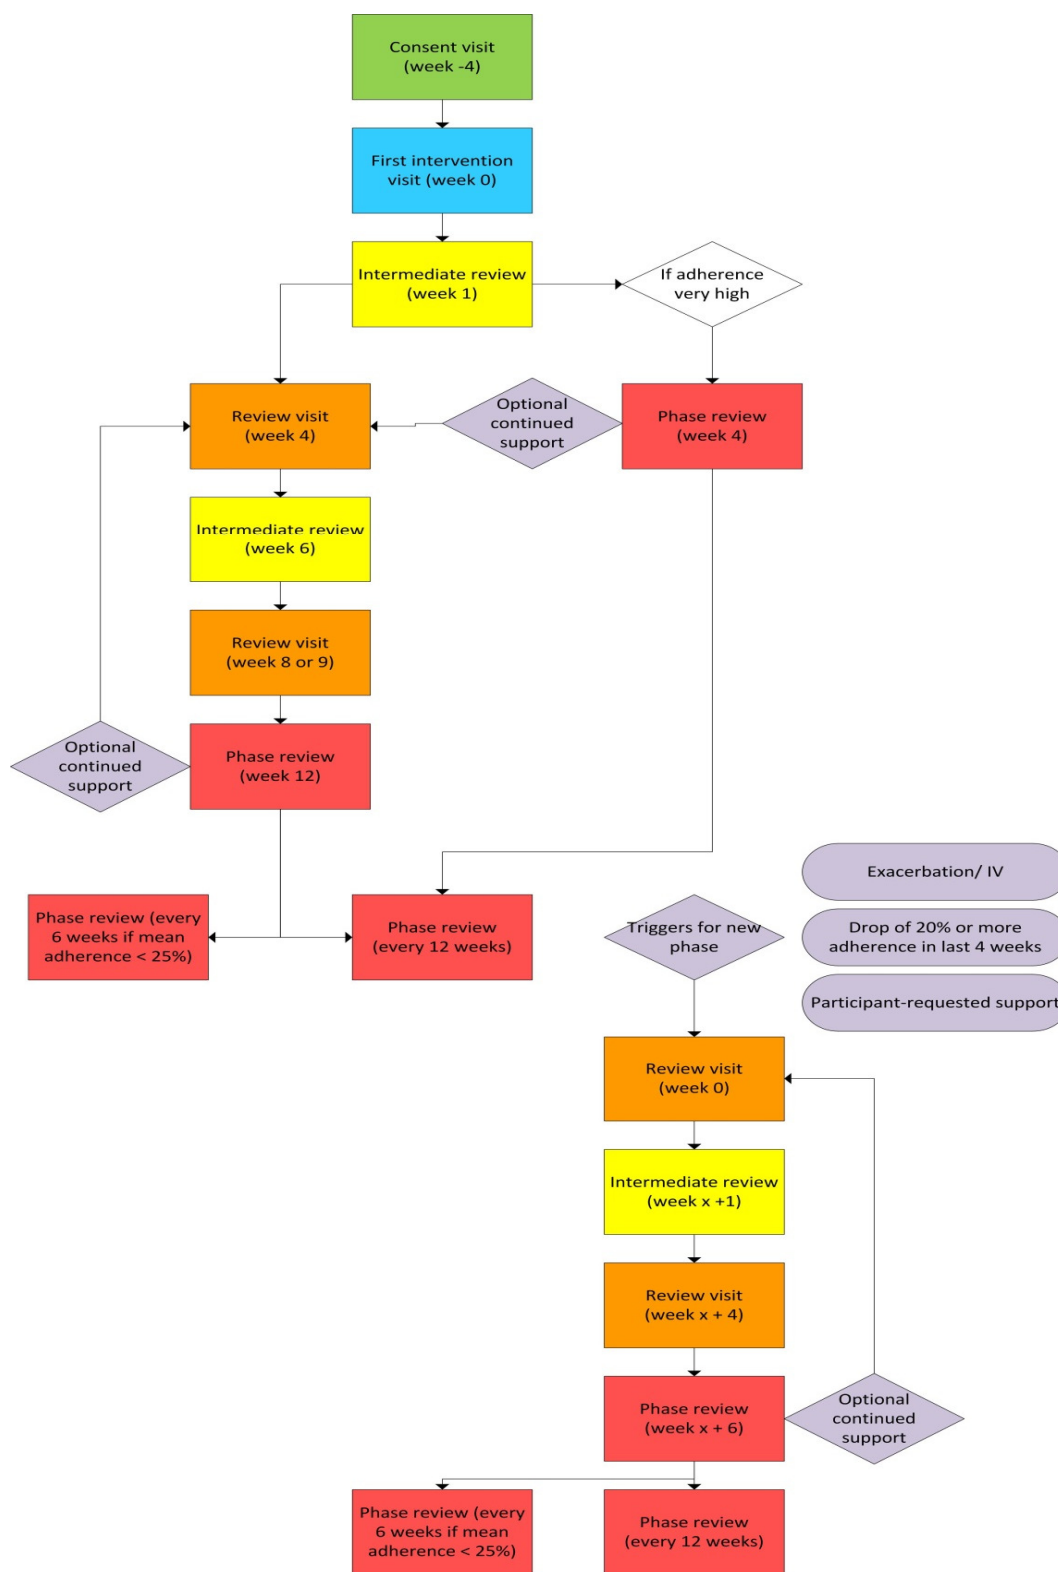 Consent visit
(week -4)
First intervention
visit (week 0)
Intermediate review
(week 1)
If adherence
very high
Review visit
(week 4)
Optional
continued
support
Phase review
(week 4)
Intermediate review
(week 6)
Review visit
(week 8 or 9)
Optional
continued
support
Phase review
(week 12)
Phase review (every
6 weeks if mean
adherence < 25%)
Phase review
(every 12 weeks)
Triggers for new
phase
Exacerbation/ IV
Drop of 20% or more
adherence in last 4 weeks
Participant-requested support
Review visit
(week 0)
Intermediate review
(week x +1)
Review visit
(week x + 4)
Phase review
(week x + 6)
Optional
continued
support
Phase review (every
6 weeks if mean
adherence < 25%)
Phase review
(every 12 weeks)